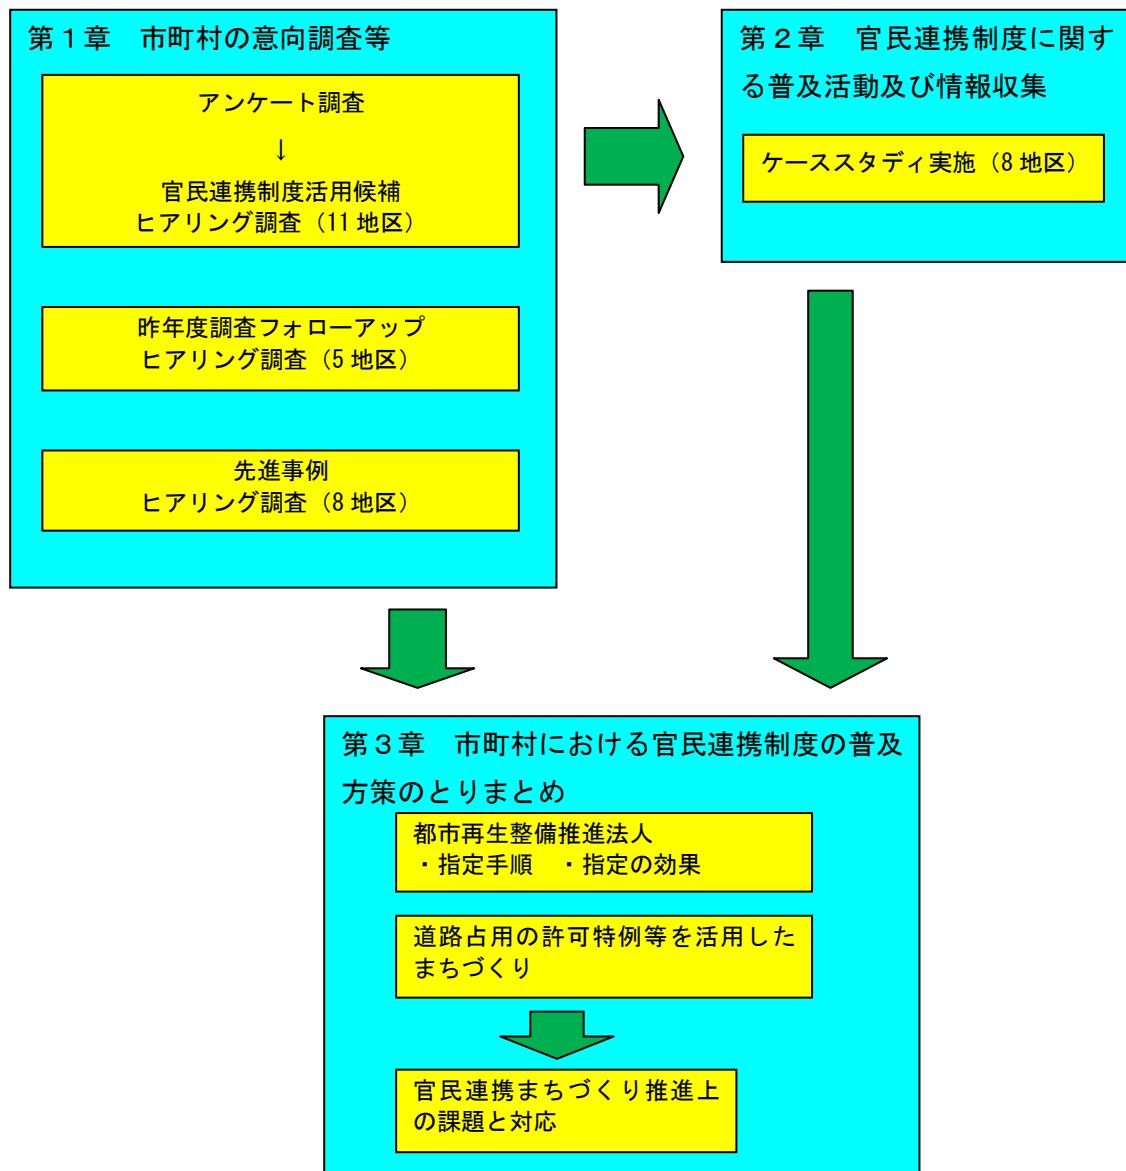 第１章　市町村の意向調査等
アンケート調査
↓
官民連携制度活用候補
ヒアリング調査（11 地区）
昨年度調査フォローアップ
ヒアリング調査（5 地区）
先進事例
ヒアリング調査（8 地区）
第２章　官民連携制度に関す
る普及活動及び情報収集
ケーススタディ実施（8 地区）
第３章　市町村における官民連携制度の普及
方策のとりまとめ
都市再生整備推進法人
・指定手順　・指定の効果
道路占用の許可特例等を活用した
まちづくり
官民連携まちづくり推進上
の課題と対応